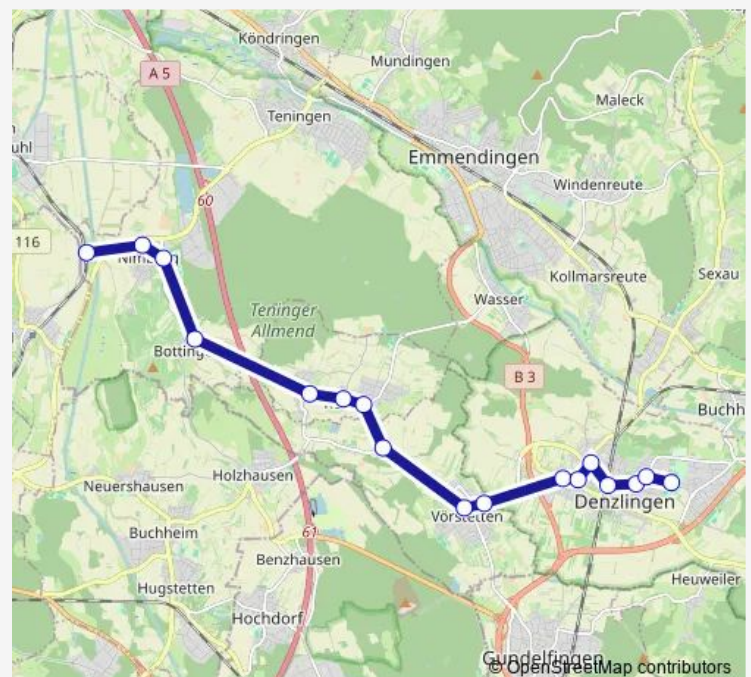 Köndringen
Mundingen
A 5
Maleck
Teningen
Emmendingen
Windenreute
60
116
Kollmarsreute
Sexau
Wasser
Teninger
Allmend
B 3
Buchh
Holzhausen
Neuershausen
Denzlingen
Vörstetten
61
Buchheim
Benzhausen
Heuweiler
Hugstetten
Hochdorf
Gundelfingen
© OpenStreetMap contributors